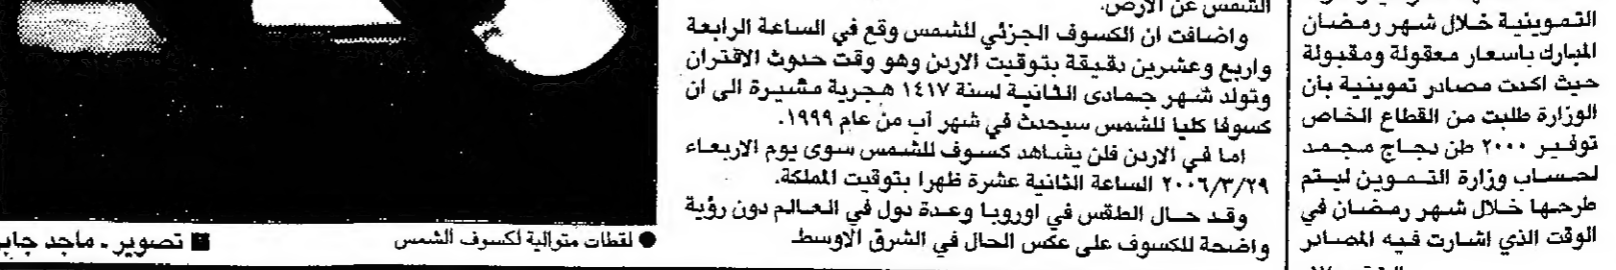 التموينية خلال شهر رمضان
المبارك باسعار معقولة ومقبولة
حيث اكدت مصادر تموينية بأن
الوزارة طلبت من القطاع الخاص
توفير ٢٠٠٠ طن دجاج مجمد
لحساب وزارة التموين ليتم
طرحها خلال شهر رمضان في
الوقت الذي اشارت فيه المصادر
الشمس عن الارض.
واضافت ان الكسوف الجزئي للشمس وقع في الساعة الرابعة
واربع وعشرين دقيقة بتوقيت الاردن وهو وقت حدوث الاقتران
وتولد شهر جمادى الثانية لسنة ١٤١٧ هجرية مشيرة الى ان
كسوفا كليا للشمس سيحدث في شهر آب من عام ١٩٩٩.
اما في الاردن فلن يشاهد كسوف للشمس سوى يوم الاربعاء
٢٠٠٦/٣/٢٩ الساعة الثانية عشرة ظهرا بتوقيت المملكة.
وقد حال الطقس في اوروبا وعدة دول في العالم دون رؤية
واضحة للكسوف على عكس الحال في الشرق الاوسط
● لقطات متوالية لكسوف الشمس
■ تصوير ـ ماجد جابر